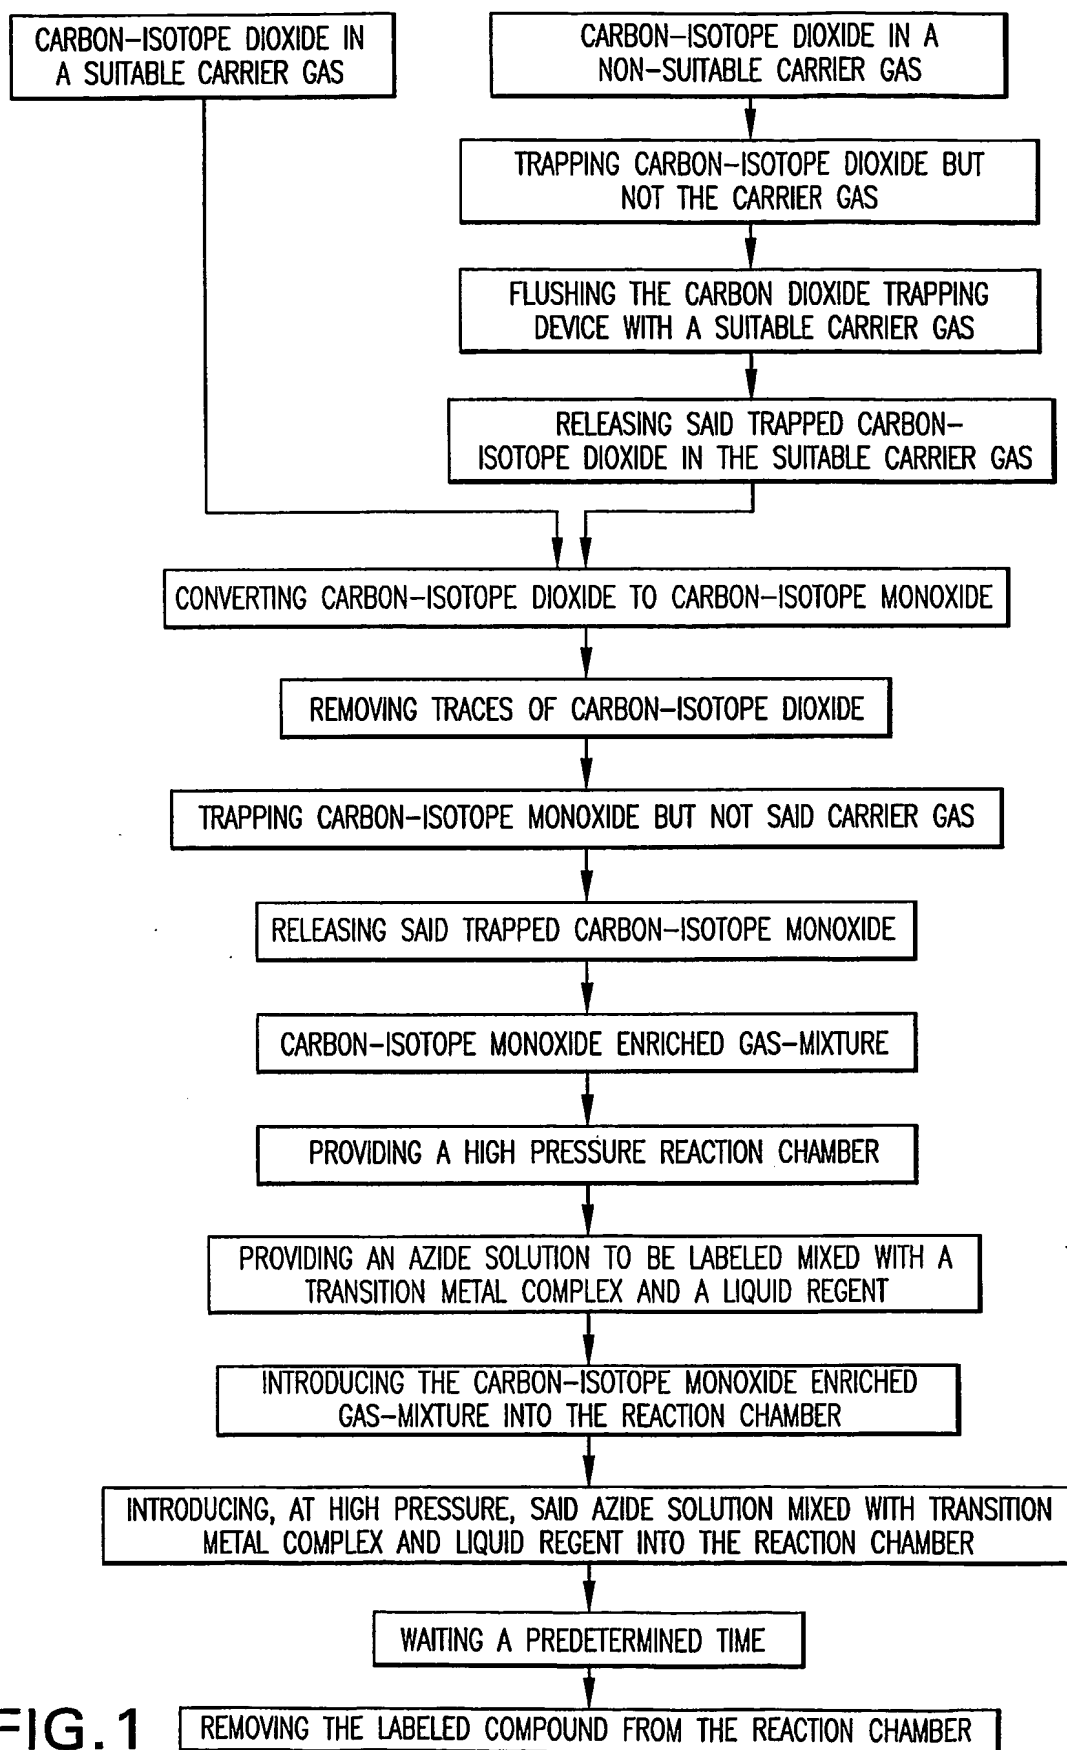 CARBON-ISOTOPE DIOXIDE IN
A SUITABLE CARRIER GAS
CARBON-ISOTOPE DIOXIDE IN A
NON-SUITABLE CARRIER GAS
TRAPPING CARBON-ISOTOPE DIOXIDE BUT
NOT THE CARRIER GAS
FLUSHING THE CARBON DIOXIDE TRAPPING
DEVICE WITH A SUITABLE CARRIER GAS
RELEASING SAID TRAPPED CARBON-
ISOTOPE DIOXIDE IN THE SUITABLE CARRIER GAS
CONVERTING CARBON-ISOTOPE DIOXIDE TO CARBON-ISOTOPE MONOXIDE
REMOVING TRACES OF CARBON-ISOTOPE DIOXIDE
TRAPPING CARBON-ISOTOPE MONOXIDE BUT NOT SAID CARRIER GAS
RELEASING SAID TRAPPED CARBON-ISOTOPE MONOXIDE
CARBON-ISOTOPE MONOXIDE ENRICHED GAS-MIXTURE
PROVIDING A HIGH PRESSURE REACTION CHAMBER
PROVIDING AN AZIDE SOLUTION TO BE LABELED MIXED WITH A
TRANSITION METAL COMPLEX AND A LIQUID REGENT
INTRODUCING THE CARBON-ISOTOPE MONOXIDE ENRICHED
GAS-MIXTURE INTO THE REACTION CHAMBER
INTRODUCING, AT HIGH PRESSURE, SAID AZIDE SOLUTION MIXED WITH TRANSITION
METAL COMPLEX AND LIQUID REGENT INTO THE REACTION CHAMBER
WAITING A PREDETERMINED TIME
REMOVING THE LABELED COMPOUND FROM THE REACTION CHAMBER
FIG.1